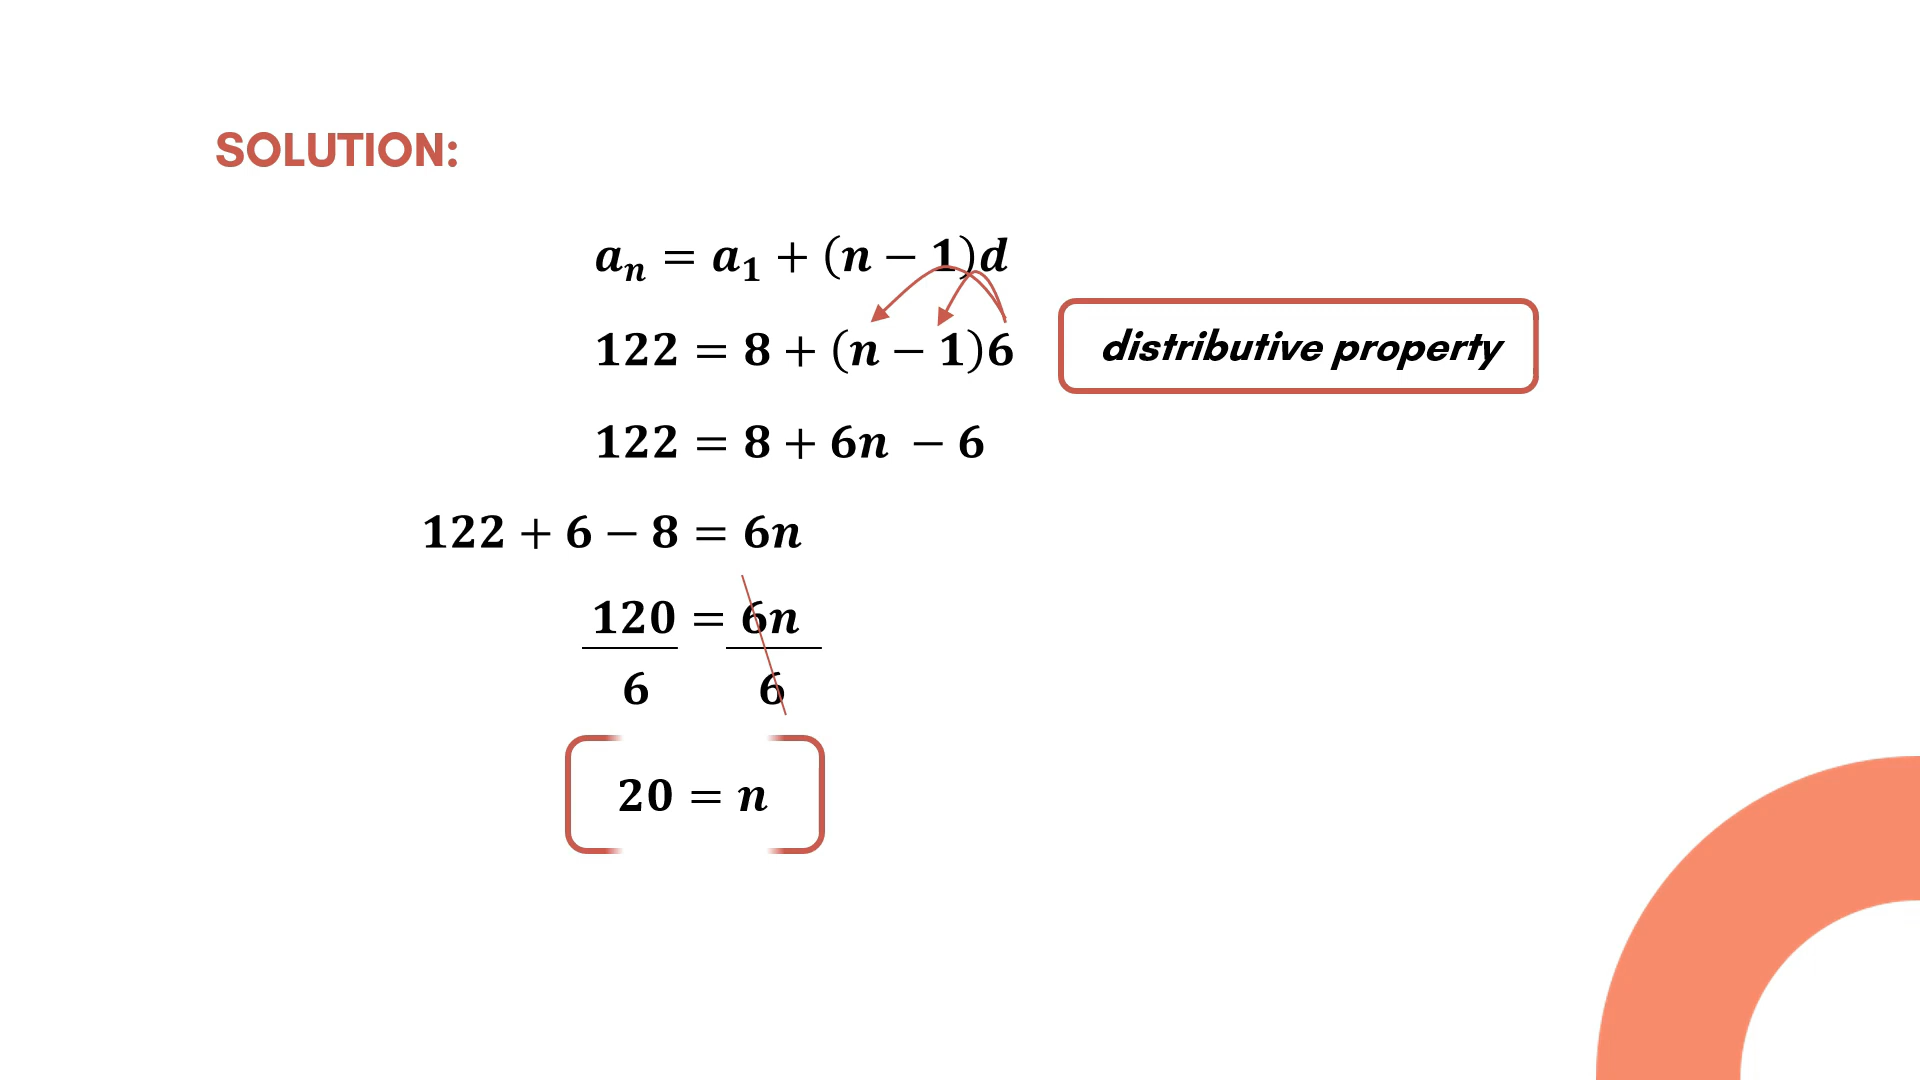 SOLUTION:
aₙ = a₁ + (n − 1)d
122 = 8 + (n − 1)6
distributive property
122 = 8 + 6n − 6
122 + 6 − 8 = 6n
120 = 6n
6 6
20 = n